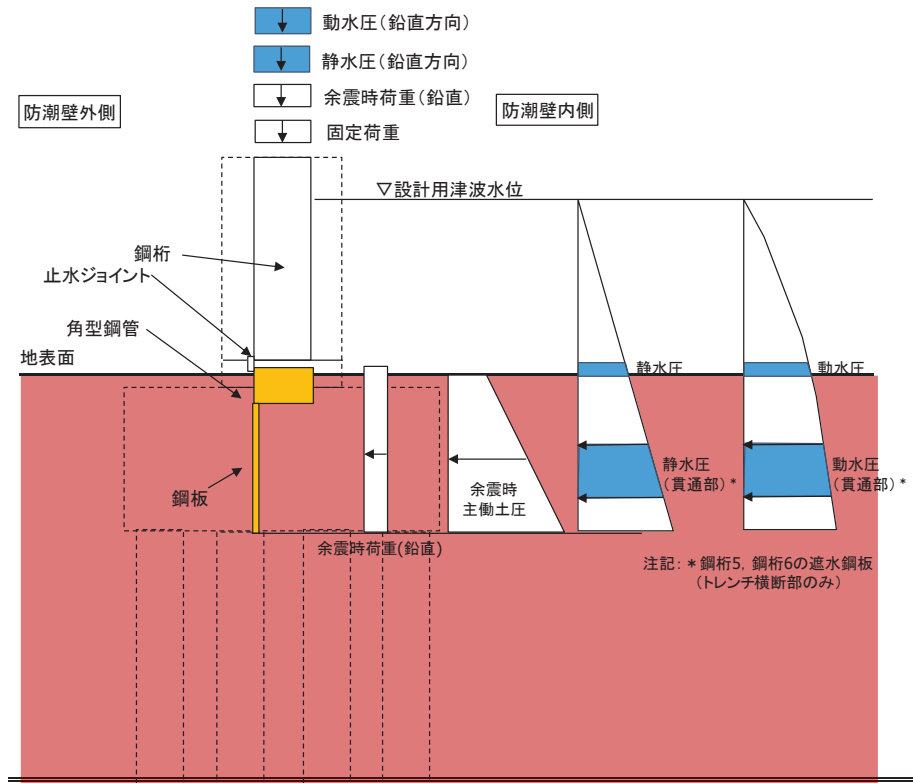 動水圧(鉛直方向)
静水圧(鉛直方向)
余震時荷重(鉛直)
固定荷重
防潮壁外側
防潮壁内側
▽設計用津波水位
鋼桁
止水ジョイント
角型鋼管
地表面
静水圧
動水圧
鋼板
余震時
主働土圧
静水圧
(貫通部)*
動水圧
(貫通部)*
余震時荷重(鉛直)
注記:*鋼桁5,鋼桁6の遮水鋼板
(トレンチ横断部のみ)